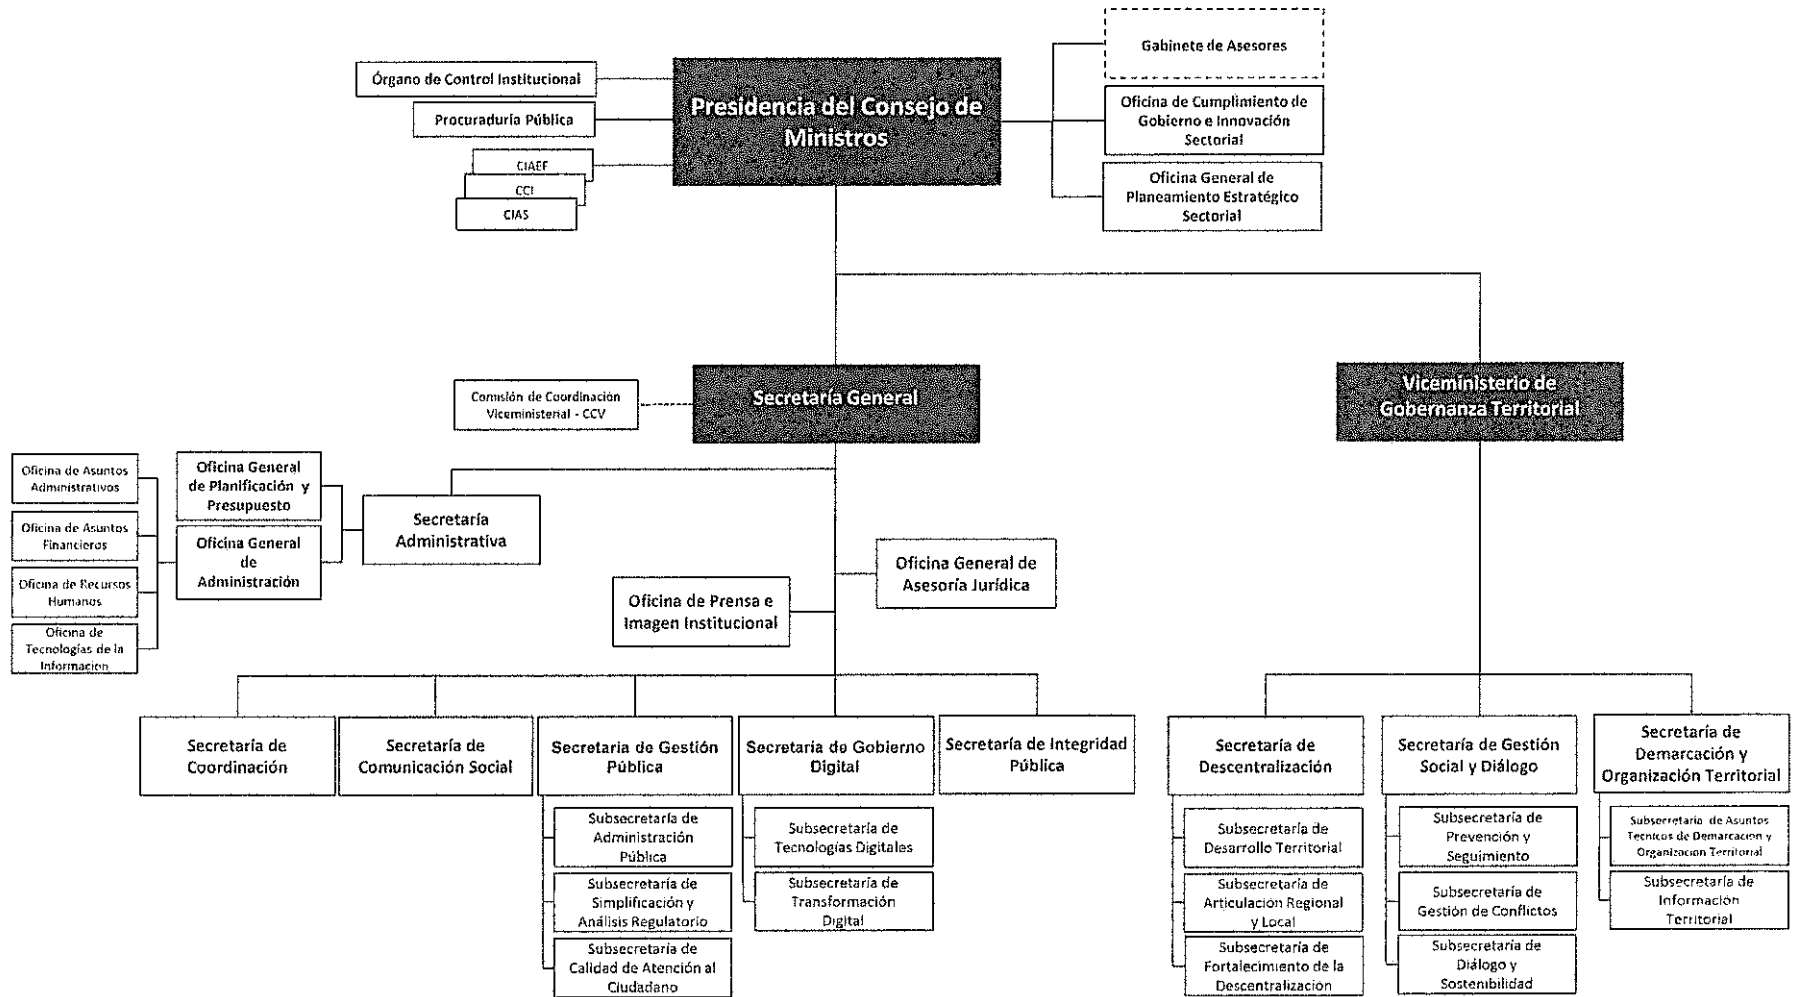 Gabinete de Asesores
Órgano de Control Institucional
Presidencia del Consejo de
Ministros
Procuraduría Pública
Oficina de Cumplimiento de
Gobierno e Innovación
Sectorial
CIAEF
CCI
CIAS
Oficina General de
Planeamiento Estratégico
Sectorial
Comisión de Coordinación
Viceministerial - CCV
Secretaría General
Viceministerio de
Gobernanza Territorial
Oficina de Asuntos
Administrativos
Oficina de Asuntos
Financieros
Oficina de Recursos
Humanos
Oficina de
Tecnologías de la
Informacion
Oficina General
de Planificación y
Presupuesto
Oficina General
de
Administración
Secretaría
Administrativa
Oficina General de
Asesoría Jurídica
Oficina de Prensa e
Imagen Institucional
Secretaría de
Coordinación
Secretaría de
Comunicación Social
Secretaria de Gestión
Pública
Secretaria de Gobierno
Digital
Secretaría de Integridad
Pública
Secretaría de
Descentralización
Secretaría de Gestión
Social y Diálogo
Secretaría de
Demarcación y
Organización Territorial
Subsecretaría de
Administración
Pública
Subsecretaría de
Simplificación y
Análisis Regulatorio
Subsecretaría de
Calidad de Atención al
Ciudadano
Subsecretaría de
Tecnologías Digitales
Subsecretaría de
Transformación
Digital
Subsecretaría de
Desarrollo Territorial
Subsecretaría de
Articulación Regional
y Local
Subsecretaría de
Fortalecimiento de la
Descentralización
Subsecretaría de
Prevención y
Seguimiento
Subsecretaría de
Gestión de Conflictos
Subsecretaría de
Diálogo y
Sostenibilidad
Subsecretaría de Asuntos
Tecnicos de Demarcacion y
Organizacion Territorial
Subsecretaría de
Información
Territorial